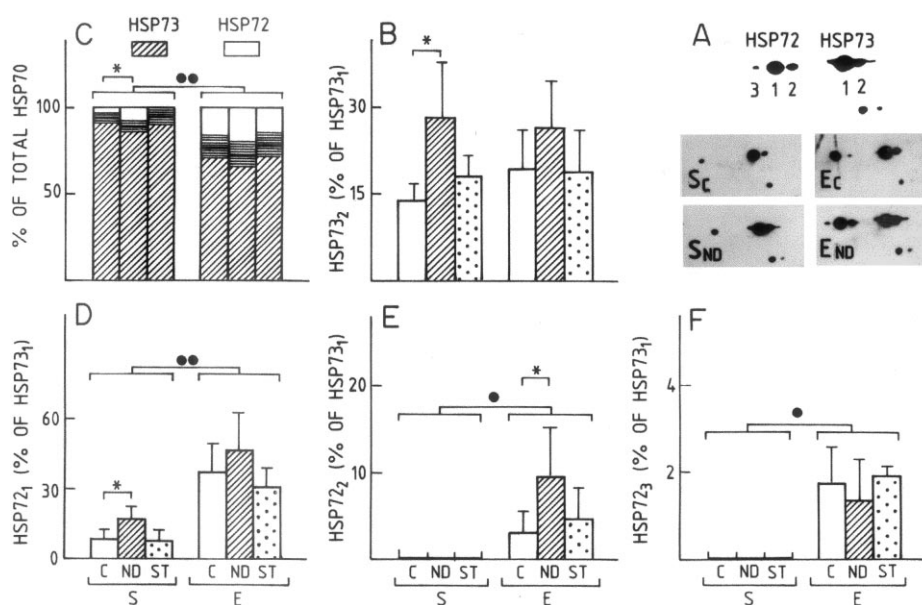 C
HSP73 HSP72
% OF TOTAL HSP70
100
50
*
●●
B
HSP73₂ (% OF HSP73₁)
30
15
*
A
HSP72 HSP73
3 1 2 1 2
Sc Ec
SND END
D
HSP72₁ (% OF HSP73₁)
60
30
0
*
●●
C ND ST C ND ST
S E
E
HSP72₂ (% OF HSP73₁)
20
10
●
*
C ND ST C ND ST
S E
F
HSP72₃ (% OF HSP73₁)
4
2
●
C ND ST C ND ST
S E